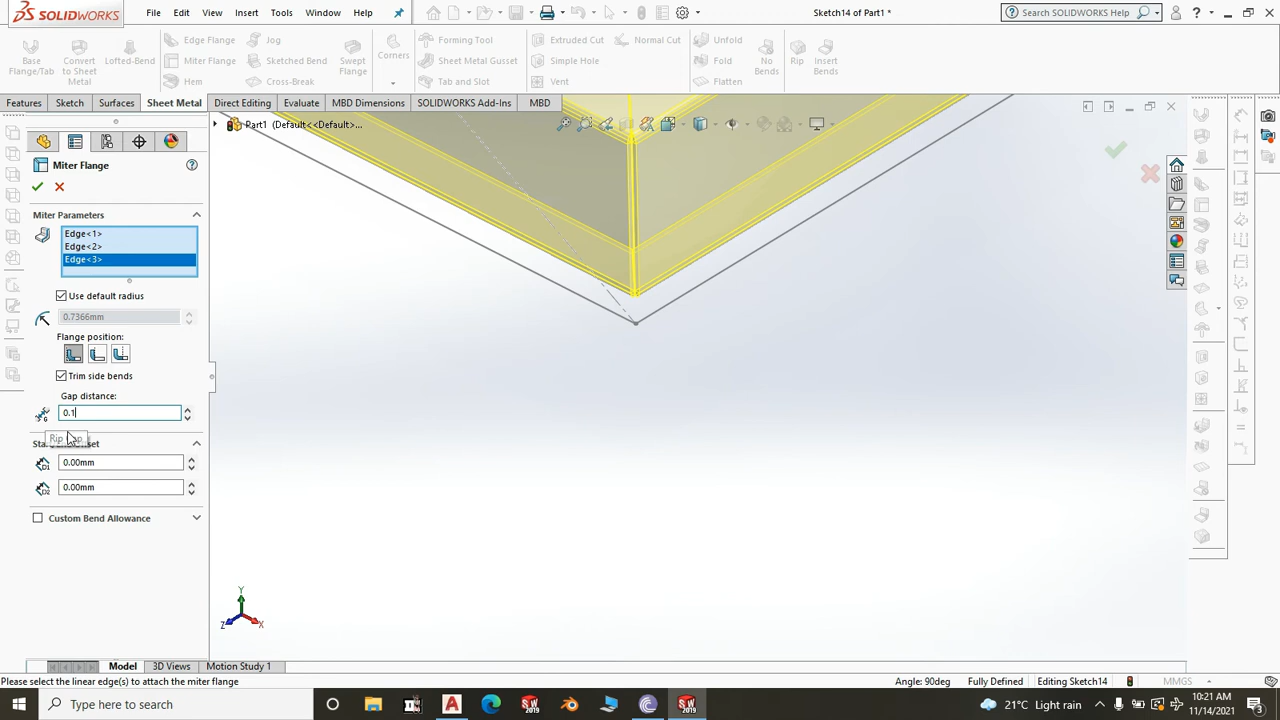 SOLIDWORKS
File Edit View Insert Tools Window Help
Sketch14 of Part1 *
Search SOLIDWORKS Help
Base Flange/Tab
Convert to Sheet Metal
Lofted-Bend
Edge Flange
Miter Flange
Hem
Jog
Sketched Bend
Cross-Break
Swept Flange
Corners
Forming Tool
Sheet Metal Gusset
Tab and Slot
Extruded Cut
Simple Hole
Vent
Normal Cut
Unfold
Fold
Flatten
No Bends
Rip
Insert Bends
Features Sketch Surfaces Sheet Metal Direct Editing Evaluate MBD Dimensions SOLIDWORKS Add-Ins MBD
Part1 (Default<<Default>...
Miter Flange
Miter Parameters
Edge<1>
Edge<2>
Edge<3>
Use default radius
0.7366mm
Flange position:
Trim side bends
Gap distance:
0.1
0.00mm
0.00mm
Custom Bend Allowance
Y
Z
X
Model 3D Views Motion Study 1
Please select the linear edge(s) to attach the miter flange
Angle: 90deg Fully Defined Editing Sketch14 MMGS
Type here to search
21°C Light rain
10:21 AM
11/14/2021